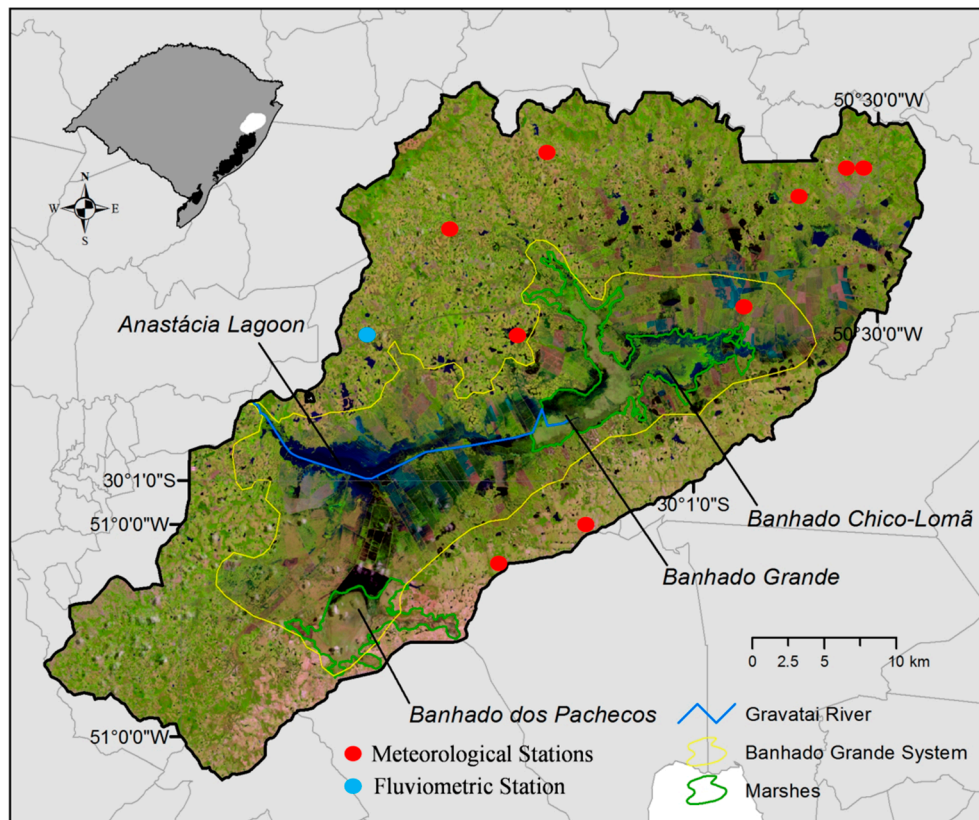 50°30'0"W
N
W
E
S
Anastácia Lagoon
50°30'0"W
30°1'0"S
30°1'0"S
51°0'0"W
Banhado Chico-Lomã
Banhado Grande
0 2.5 5 10 km
Banhado dos Pachecos
Gravatai River
51°0'0"W
Meteorological Stations
Banhado Grande System
Fluviometric Station
Marshes